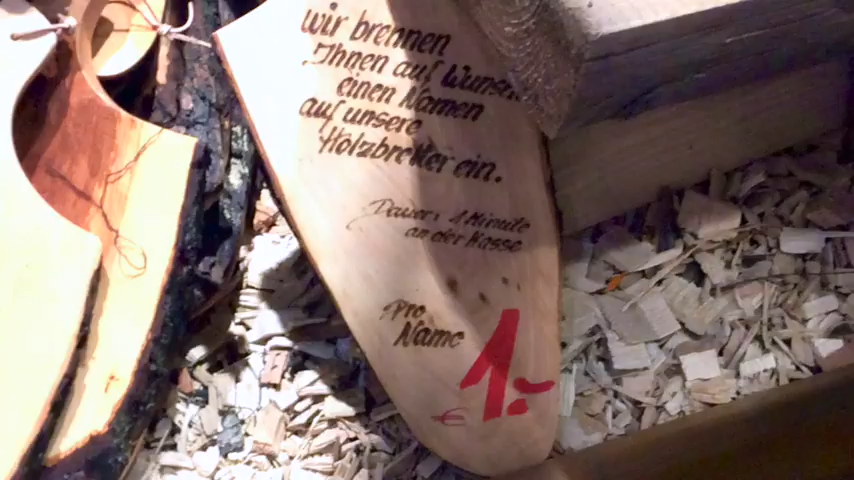 wir brennen
Ihnen auf Wunsch
einen Namen
auf unsere
Holzbretter ein.
(Dauer: 1 Minute
an der Kasse
Pro
Name
1.-
€